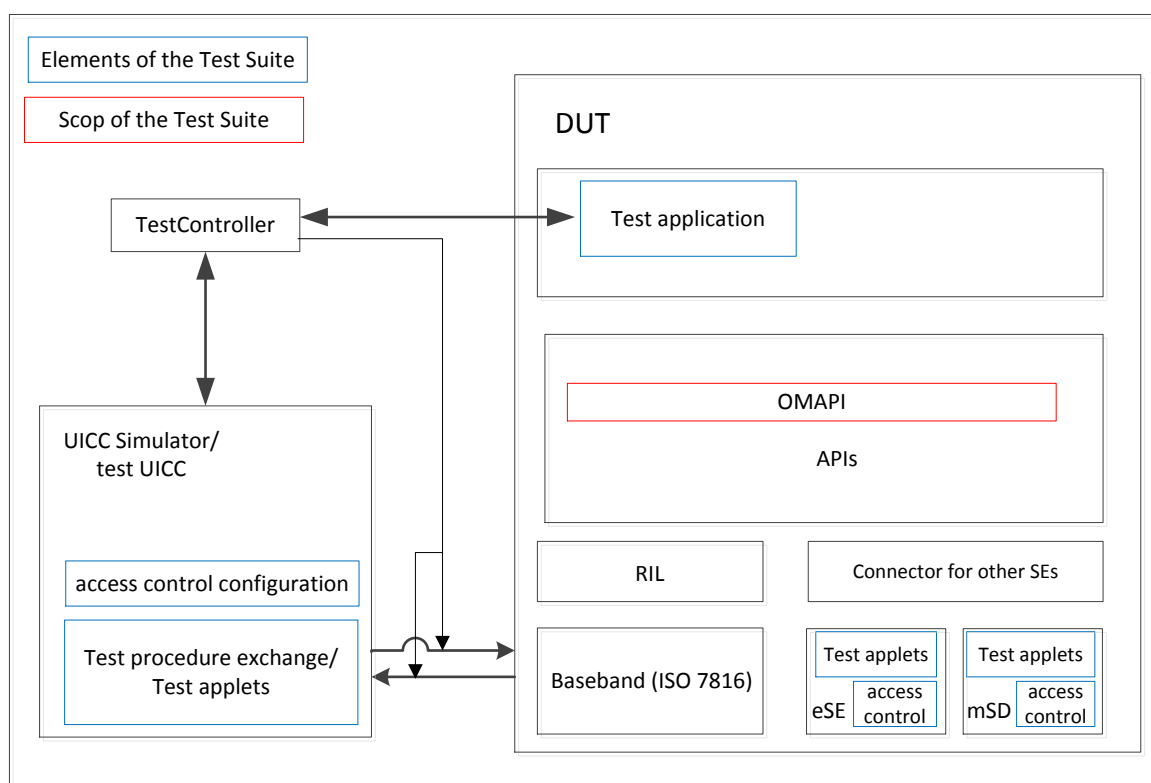 Elements of the Test Suite
Scop of the Test Suite
DUT
TestController
Test application
OMAPI
APIs
UICC Simulator/
test UICC
access control configuration
Test procedure exchange/
Test applets
RIL
Connector for other SEs
Baseband (ISO 7816)
Test applets
eSE
access
control
Test applets
mSD
access
control